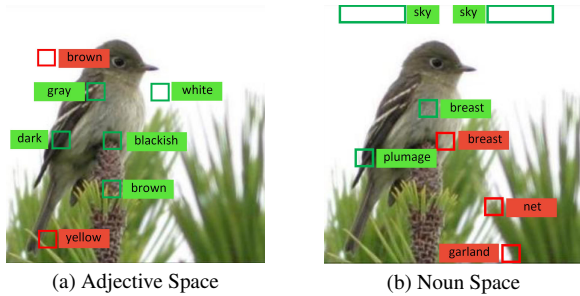 brown
gray
white
dark
blackish
brown
yellow
(a) Adjective Space
sky sky
breast
breast
plumage
net
garland
(b) Noun Space